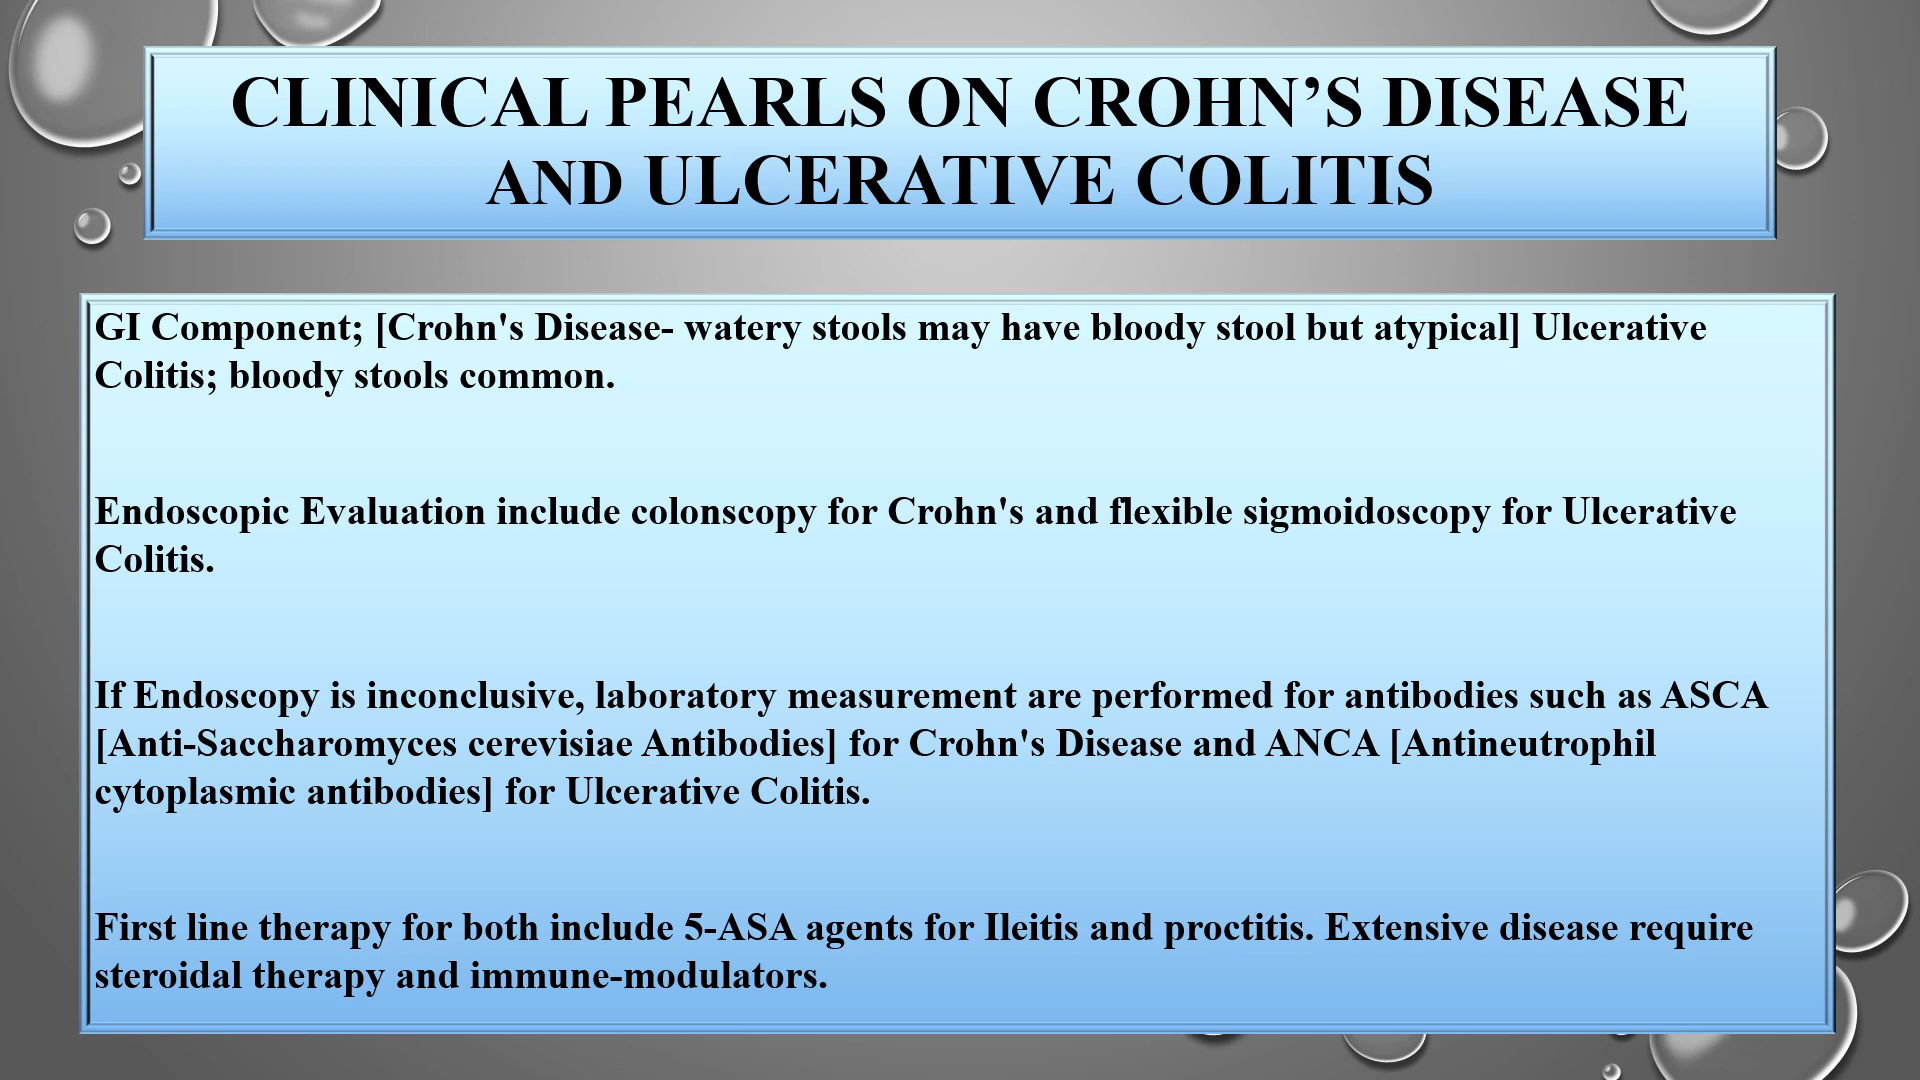 CLINICAL PEARLS ON CROHN’S DISEASE
AND ULCERATIVE COLITIS
GI Component; [Crohn's Disease- watery stools may have bloody stool but atypical] Ulcerative
Colitis; bloody stools common.
Endoscopic Evaluation include colonscopy for Crohn's and flexible sigmoidoscopy for Ulcerative
Colitis.
If Endoscopy is inconclusive, laboratory measurement are performed for antibodies such as ASCA
[Anti-Saccharomyces cerevisiae Antibodies] for Crohn's Disease and ANCA [Antineutrophil
cytoplasmic antibodies] for Ulcerative Colitis.
First line therapy for both include 5-ASA agents for Ileitis and proctitis. Extensive disease require
steroidal therapy and immune-modulators.